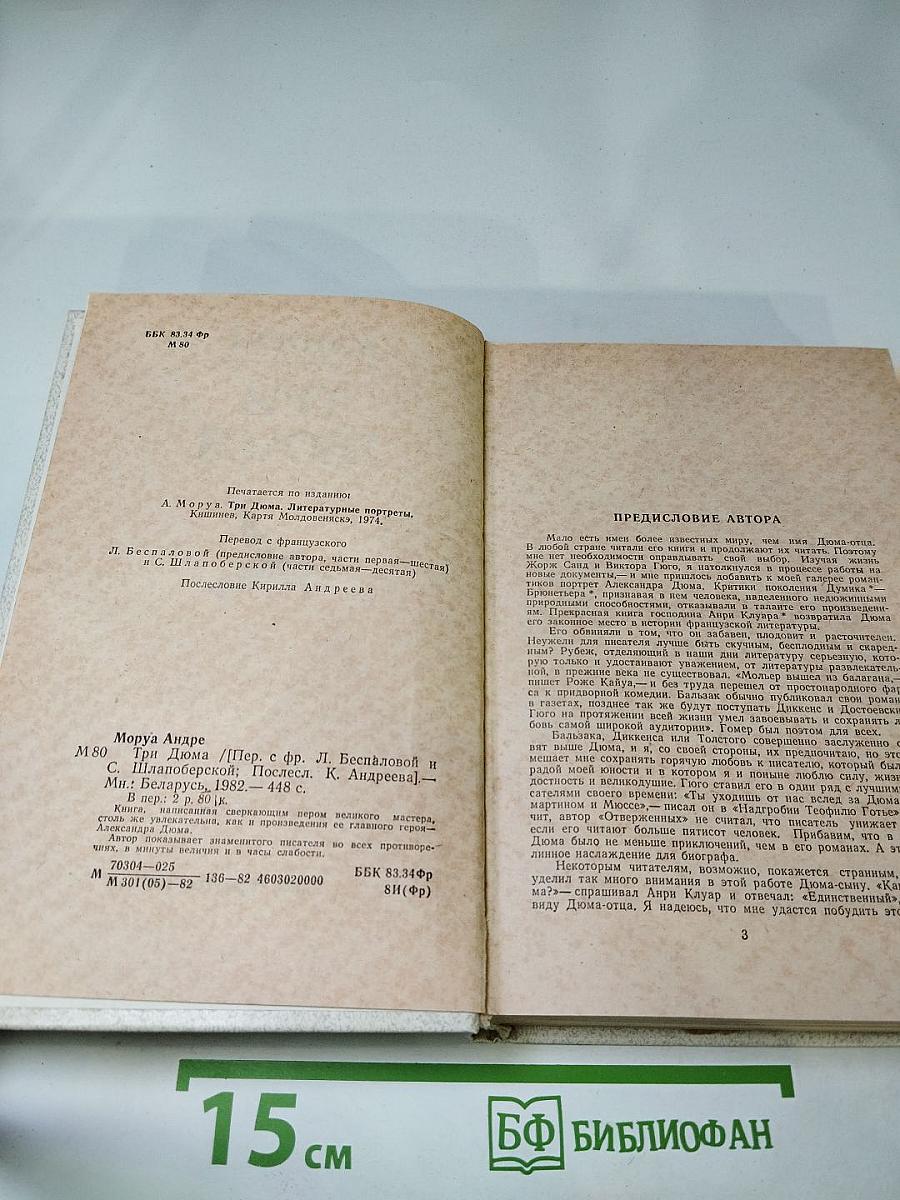 ББК 83.34 Фр
М 80
Печатается по изданию:
А. Моруа. Три Дюма. Литературные портреты.
Кишинев, Картя Молдовеняскэ, 1974.
Перевод с французского
Л. Беспаловой (предисловие автора, части первая—шестая)
и С. Шлапоберской (части седьмая—десятая)
Послесловие Кирилла Андреева
Моруа Андре
М 80 Три Дюма /[Пер. с фр. Л. Беспаловой и
С. Шлапоберской; Послесл. К. Андреева].—
Мн.: Беларусь, 1982.— 448 с.
В пер.: 2 р. 80 к.
Книга, написанная сверкающим пером великого мастера,
столь же увлекательна, как и произведения ее главного героя—
Александра Дюма.
Автор показывает знаменитого писателя во всех противоре-
чиях, в минуты величия и в часы слабости.
М 70304—025 136—82 4603020000
М 301(05)—82
ББК 83.34Фр
8И(Фр)
ПРЕДИСЛОВИЕ АВТОРА
Мало есть имен более известных миру, чем имя Дюма-отца.
В любой стране читали его книги и продолжают их читать. Поэтому
мне нет необходимости оправдывать свой выбор. Изучая жизнь
Жорж Санд и Виктора Гюго, я натолкнулся в процессе работы на
новые документы,— и мне пришлось добавить к моей галерее роман-
тиков портрет Александра Дюма. Критики поколения Думика*—
Брюнетьера*, признавая в нем человека, наделенного недюжинными
природными способностями, отказывали в таланте его произведени-
ям. Прекрасная книга господина Анри Клуара* возвратила Дюма
его законное место в истории французской литературы.
Его обвиняли в том, что он забавен, плодовит и расточителен.
Неужели для писателя лучше быть скучным, бесплодным и скаред-
ным? Рубеж, отделяющий в наши дни литературу серьезную, кото-
рую только и удостаивают уважением, от литературы развлекатель-
ной, в прежние века не существовал. «Мольер вышел из балагана,—
пишет Роже Кайуа,— и без труда перешел от простонародного фар
са к придворной комедии. Бальзак обычно публиковал свои роман
в газетах, позднее так же будут поступать Диккенс и Достоевски
Гюго на протяжении всей жизни умел завоевывать и сохранять л
бовь самой широкой аудитории». Гомер был поэтом для всех.
Бальзака, Диккенса или Толстого совершенно заслуженно с
вят выше Дюма, и я, со своей стороны, их предпочитаю, но это
мешает мне сохранять горячую любовь к писателю, который был
радой моей юности и в котором я и поныне люблю силу, жизн
достность и великодушие. Гюго ставил его в один ряд с лучшим
сателями своего времени: «Ты уходишь от нас вслед за Дюма
мартином и Мюссе»,— писал он в «Надгробии Теофилю Готье»
чит, автор «Отверженных» не считал, что писатель унижает
если его читают больше пятисот человек. Прибавим, что в
Дюма было не меньше приключений, чем в его романах. А э
линное наслаждение для биографа.
Некоторым читателям, возможно, покажется странным,
уделил так много внимания в этой работе Дюма-сыну. «Как
ма?»— спрашивал Анри Клуар и отвечал: «Единственный»,
виду Дюма-отца. Я надеюсь, что мне удастся побудить это
3
15 см
БФ БИБЛИОФАН